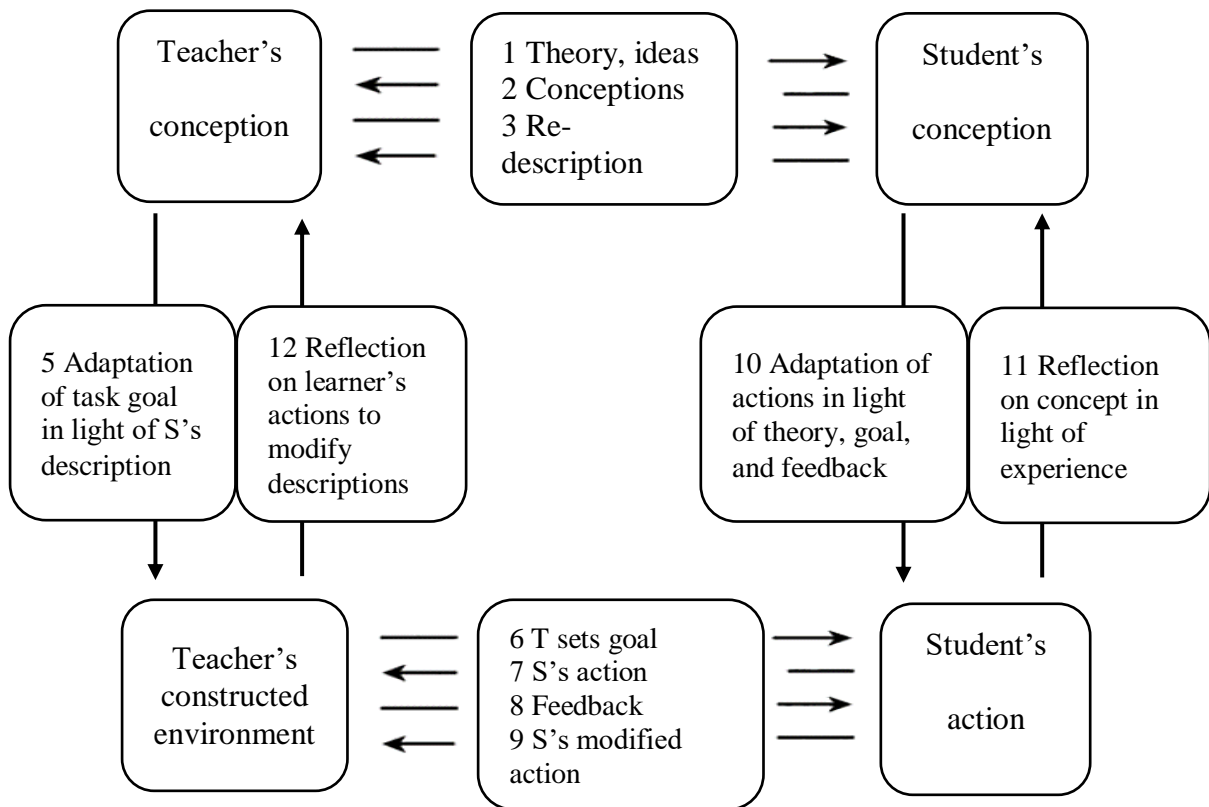 Teacher’s
conception
1 Theory, ideas
2 Conceptions
3 Re-
description
Student’s
conception
5 Adaptation
of task goal
in light of S’s
description
12 Reflection
on learner’s
actions to
modify
descriptions
10 Adaptation of
actions in light
of theory, goal,
and feedback
11 Reflection
on concept in
light of
experience
Teacher’s
constructed
environment
6 T sets goal
7 S’s action
8 Feedback
9 S’s modified
action
Student’s
action